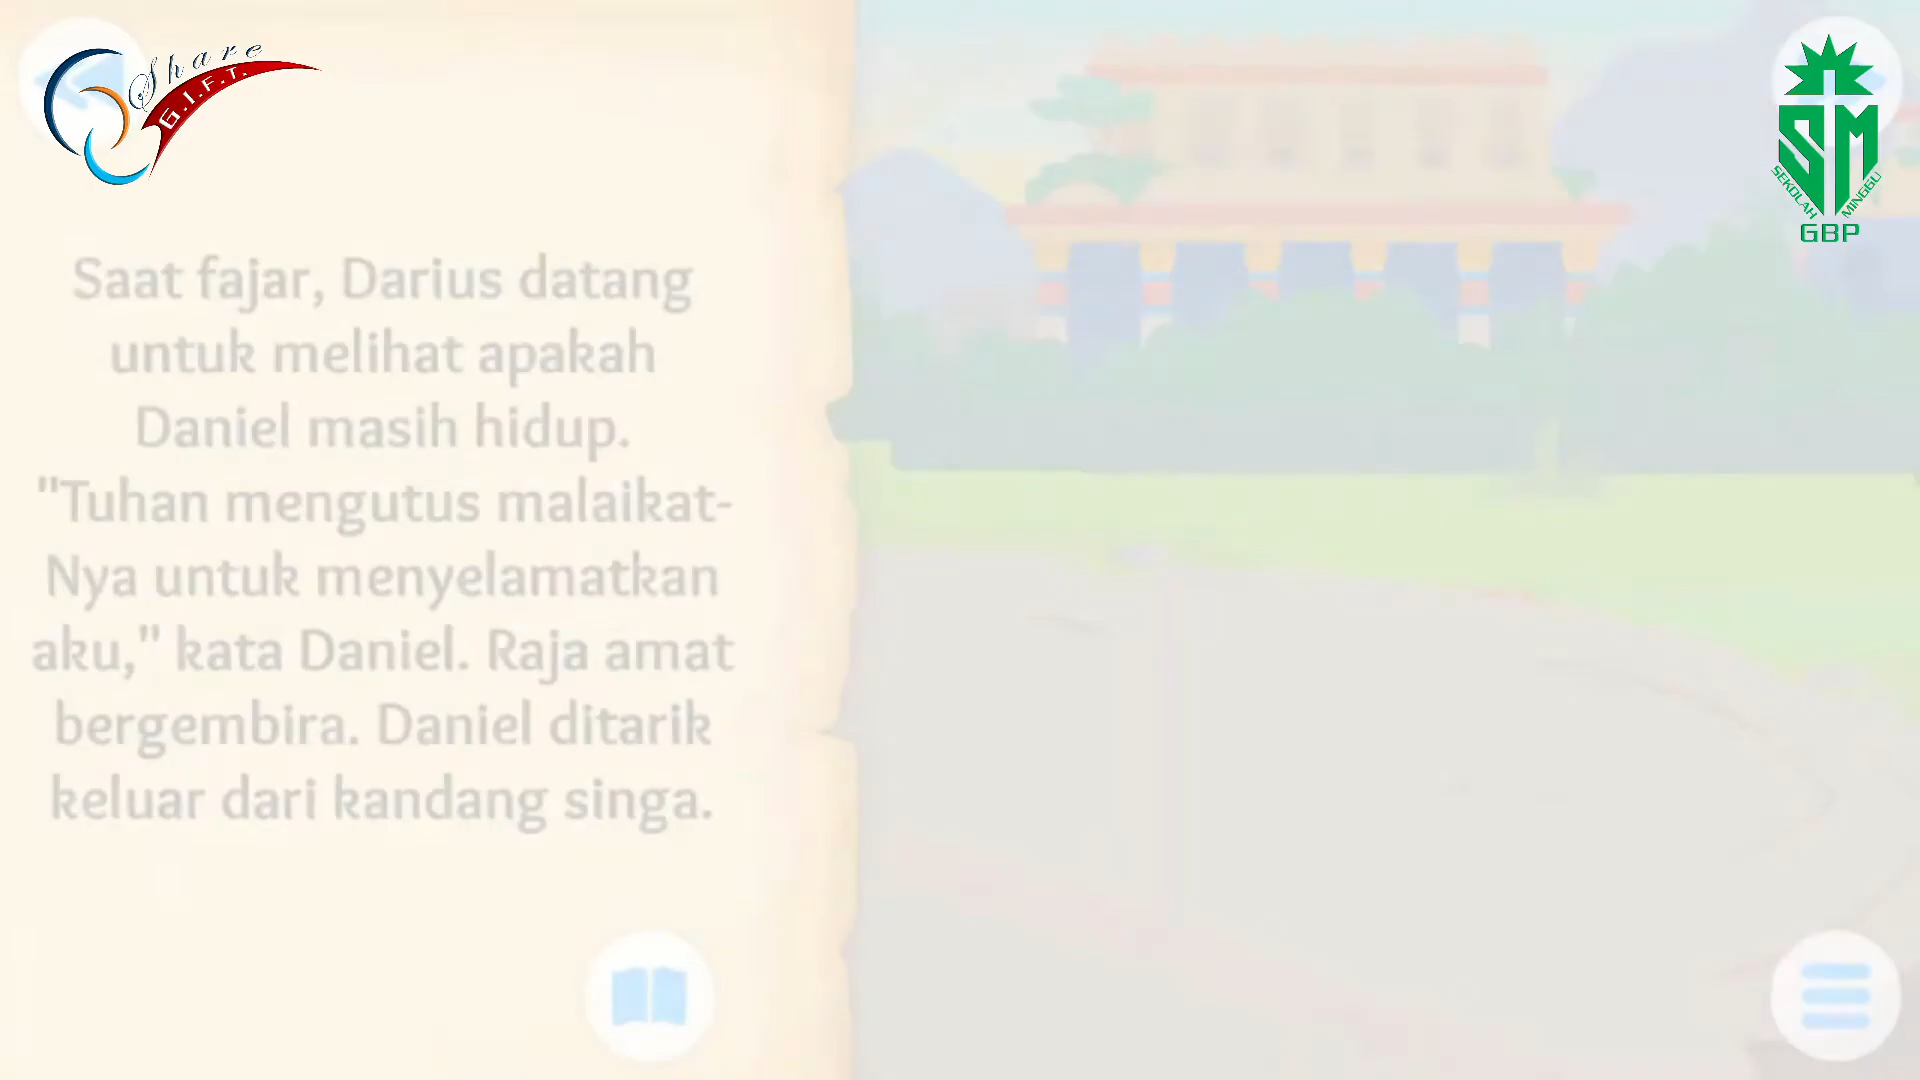 Share
G.I.F.T.
SM
SEKOLAH MINGGU
GBP
Saat fajar, Darius datang
untuk melihat apakah
Daniel masih hidup.
"Tuhan mengutus malaikat-
Nya untuk menyelamatkan
aku," kata Daniel. Raja amat
bergembira. Daniel ditarik
keluar dari kandang singa.